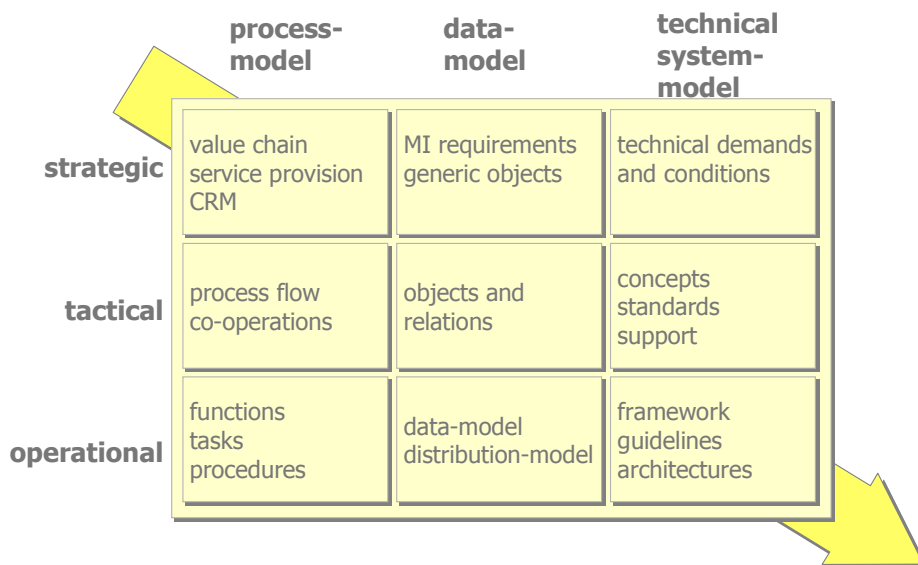 process-
model
data-
model
technical
system-
model
strategic
value chain
service provision
CRM
MI requirements
generic objects
technical demands
and conditions
tactical
process flow
co-operations
objects and
relations
concepts
standards
support
operational
functions
tasks
procedures
data-model
distribution-model
framework
guidelines
architectures